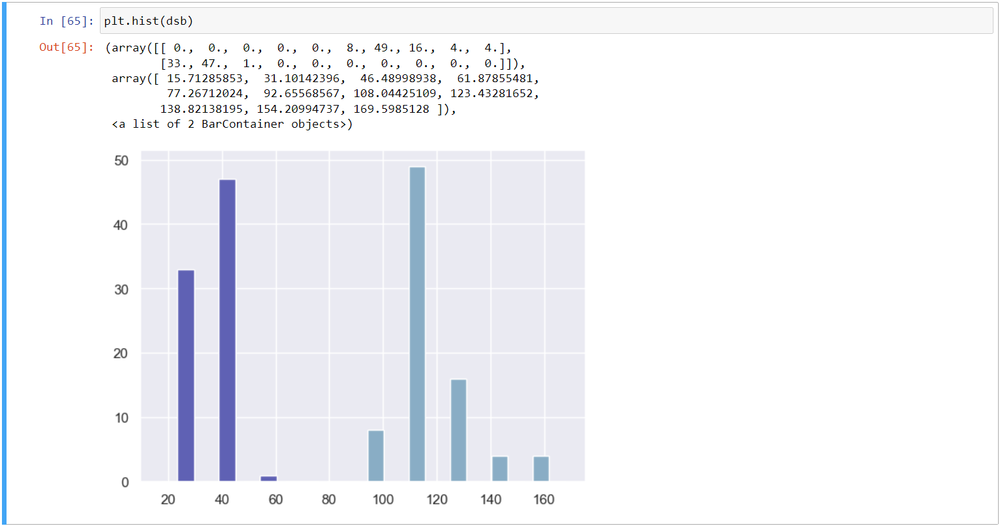 In [65]: plt.hist(dsb)
Out[65]: (array([[ 0., 0., 0., 0., 0., 8., 49., 16., 4., 4.],
[33., 47., 1., 0., 0., 0., 0., 0., 0., 0.]]),
array([ 15.71285853, 31.10142396, 46.48998938, 61.87855481,
77.26712024, 92.65568567, 108.04425109, 123.43281652,
138.82138195, 154.20994737, 169.5985128 ]),
<a list of 2 BarContainer objects>)
50
40
30
20
10
0
20 40 60 80 100 120 140 160